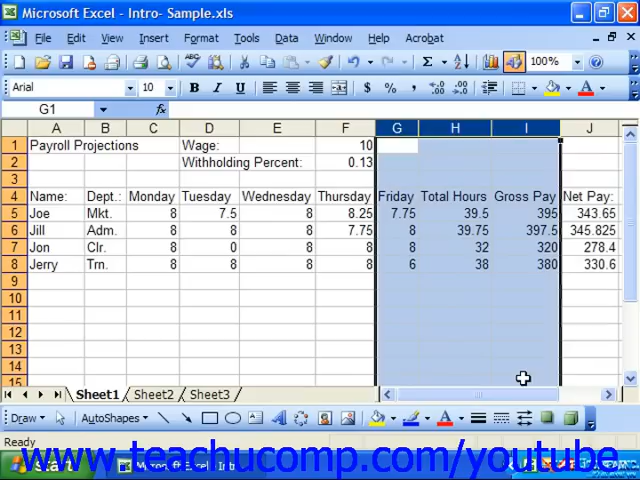 Microsoft Excel - Intro- Sample.xls
File Edit View Insert Format Tools Data Window Help Acrobat
100%
Arial 10 B I U
G1 fx
A B C D E F G H I J
1 Payroll Projections Wage: 10
2 Withholding Percent: 0.13
3
4 Name: Dept.: Monday Tuesday Wednesday Thursday Friday Total Hours Gross Pay Net Pay:
5 Joe Mkt. 8 7.5 8 8.25 7.75 39.5 395 343.65
6 Jill Adm. 8 8 8 7.75 8 39.75 397.5 345.825
7 Jon Clr. 8 0 8 8 8 32 320 278.4
8 Jerry Trn. 8 8 8 8 6 38 380 330.6
9
10
11
12
13
14
15
Sheet1 Sheet2 Sheet3
Draw AutoShapes
Ready
www.teachucomp.com/youtube
Start Microsoft Excel - Intr